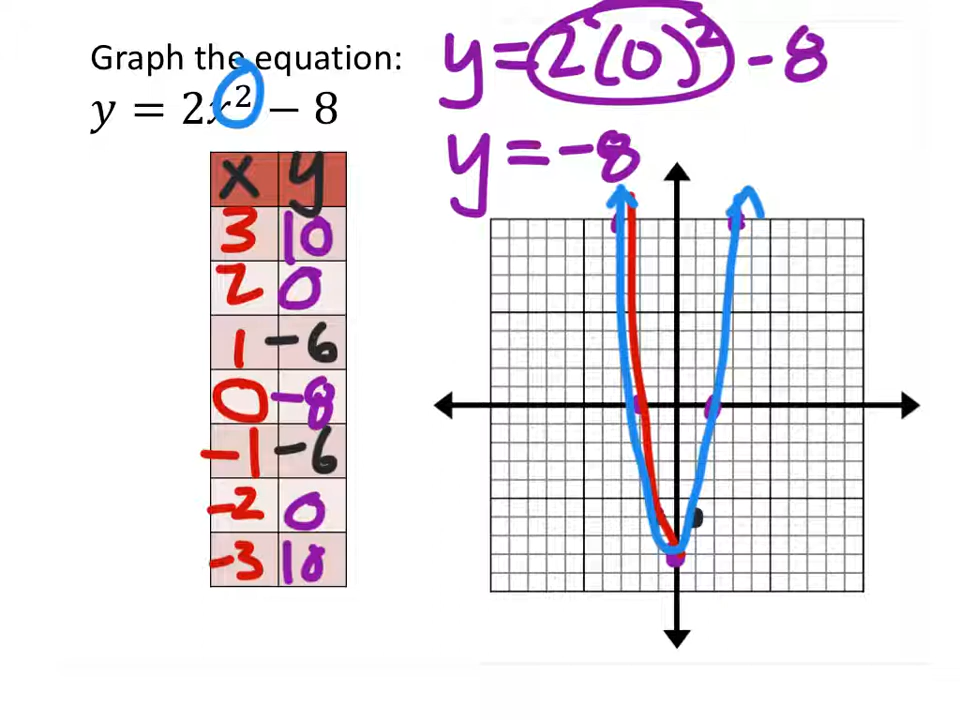 Graph the equation:
y = 2x² − 8
y = 2(0)² - 8
y = -8
x y
3 10
2 0
1 -6
0 -8
-1 -6
-2 0
-3 10